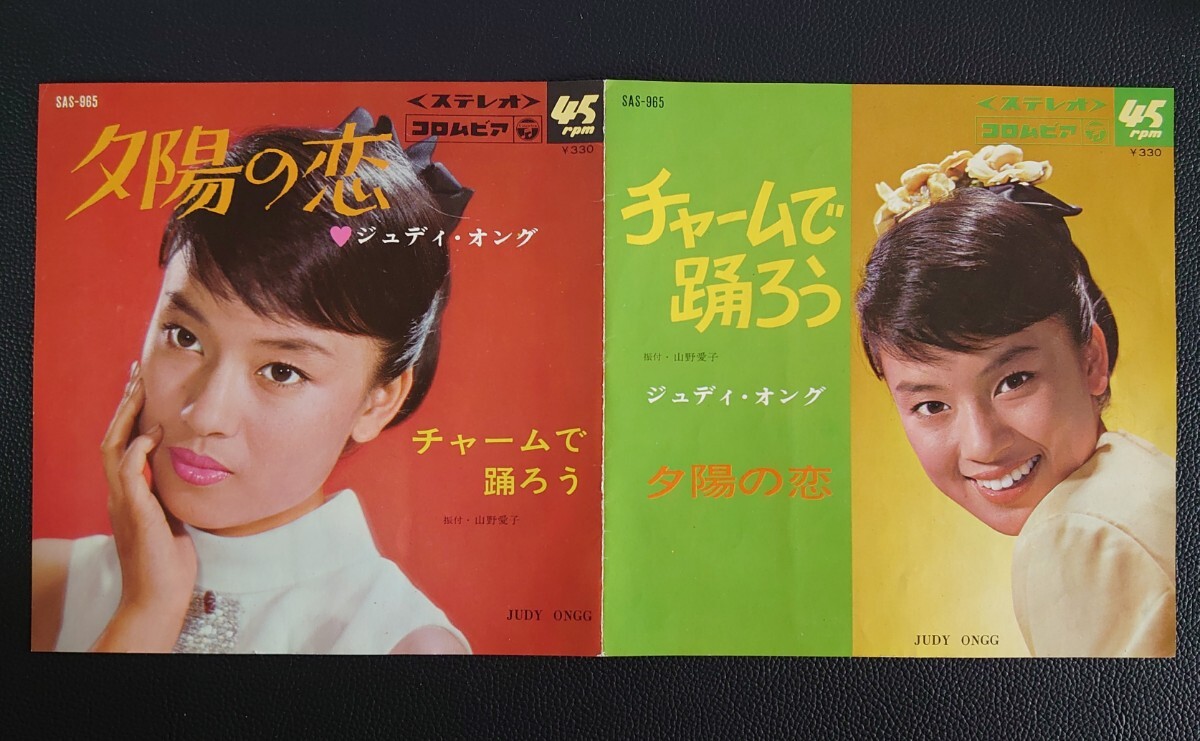 SAS-965
<ステレオ>
コロムビア
45
rpm
¥330
夕陽の恋
ジュディ・オング
チャームで
踊ろう
振付・山野愛子
JUDY ONGG
SAS-965
<ステレオ>
コロムビア
45
rpm
¥330
チャームで
踊ろう
振付・山野愛子
ジュディ・オング
夕陽の恋
JUDY ONGG